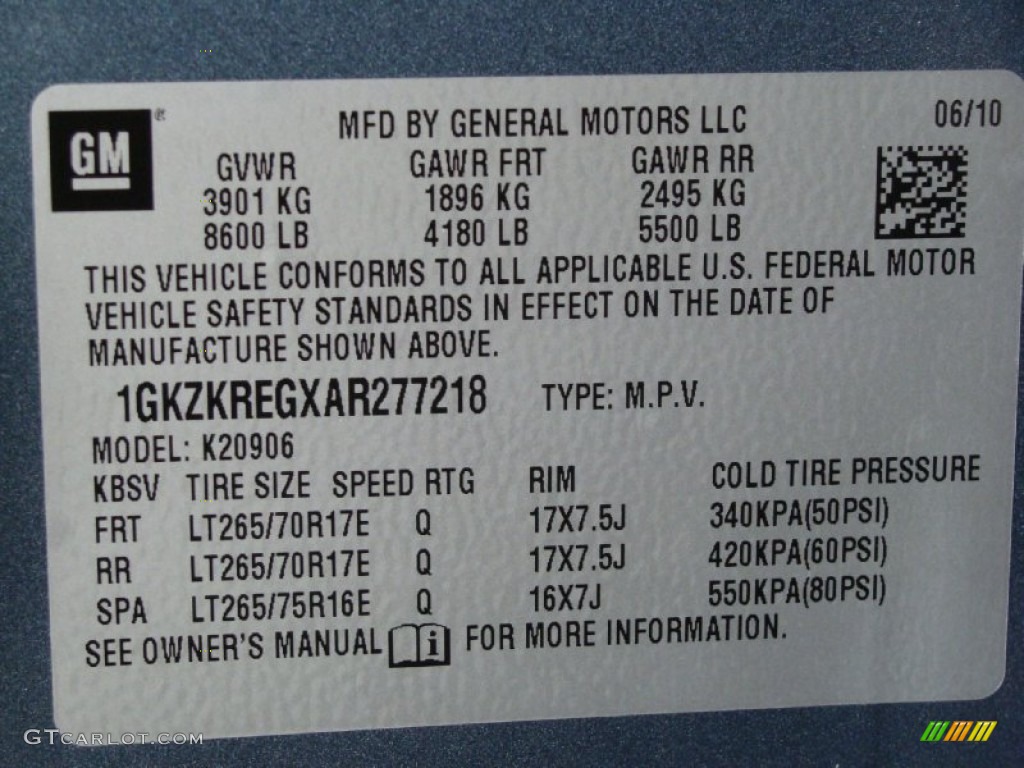 GM ®
MFD BY GENERAL MOTORS LLC 06/10
GVWR GAWR FRT GAWR RR
3901 KG 1896 KG 2495 KG
8600 LB 4180 LB 5500 LB
THIS VEHICLE CONFORMS TO ALL APPLICABLE U.S. FEDERAL MOTOR
VEHICLE SAFETY STANDARDS IN EFFECT ON THE DATE OF
MANUFACTURE SHOWN ABOVE.
1GKZKREGXAR277218 TYPE: M.P.V.
MODEL: K20906
KBSV TIRE SIZE SPEED RTG RIM COLD TIRE PRESSURE
FRT LT265/70R17E Q 17X7.5J 340KPA(50PSI)
RR LT265/70R17E Q 17X7.5J 420KPA(60PSI)
SPA LT265/75R16E Q 16X7J 550KPA(80PSI)
SEE OWNER'S MANUAL i FOR MORE INFORMATION.
GTCARLOT.COM